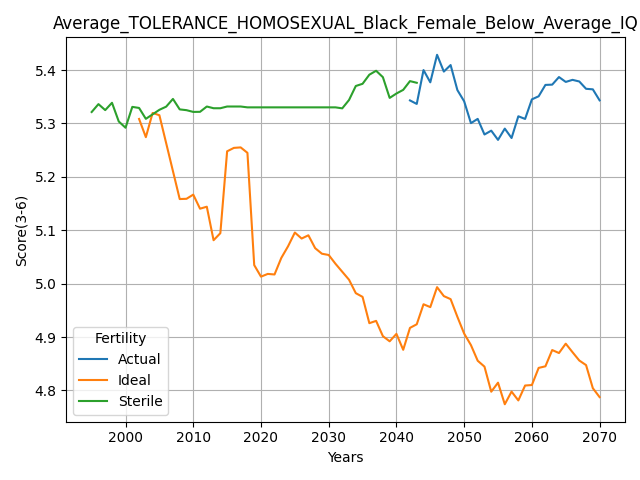 Average_TOLERANCE_HOMOSEXUAL_Black_Female_Below_Average_IQ
5.4
5.3
5.2
5.1
5.0
4.9
4.8
Score(3-6)
Fertility
Actual
Ideal
Sterile
2000 2010 2020 2030 2040 2050 2060 2070
Years